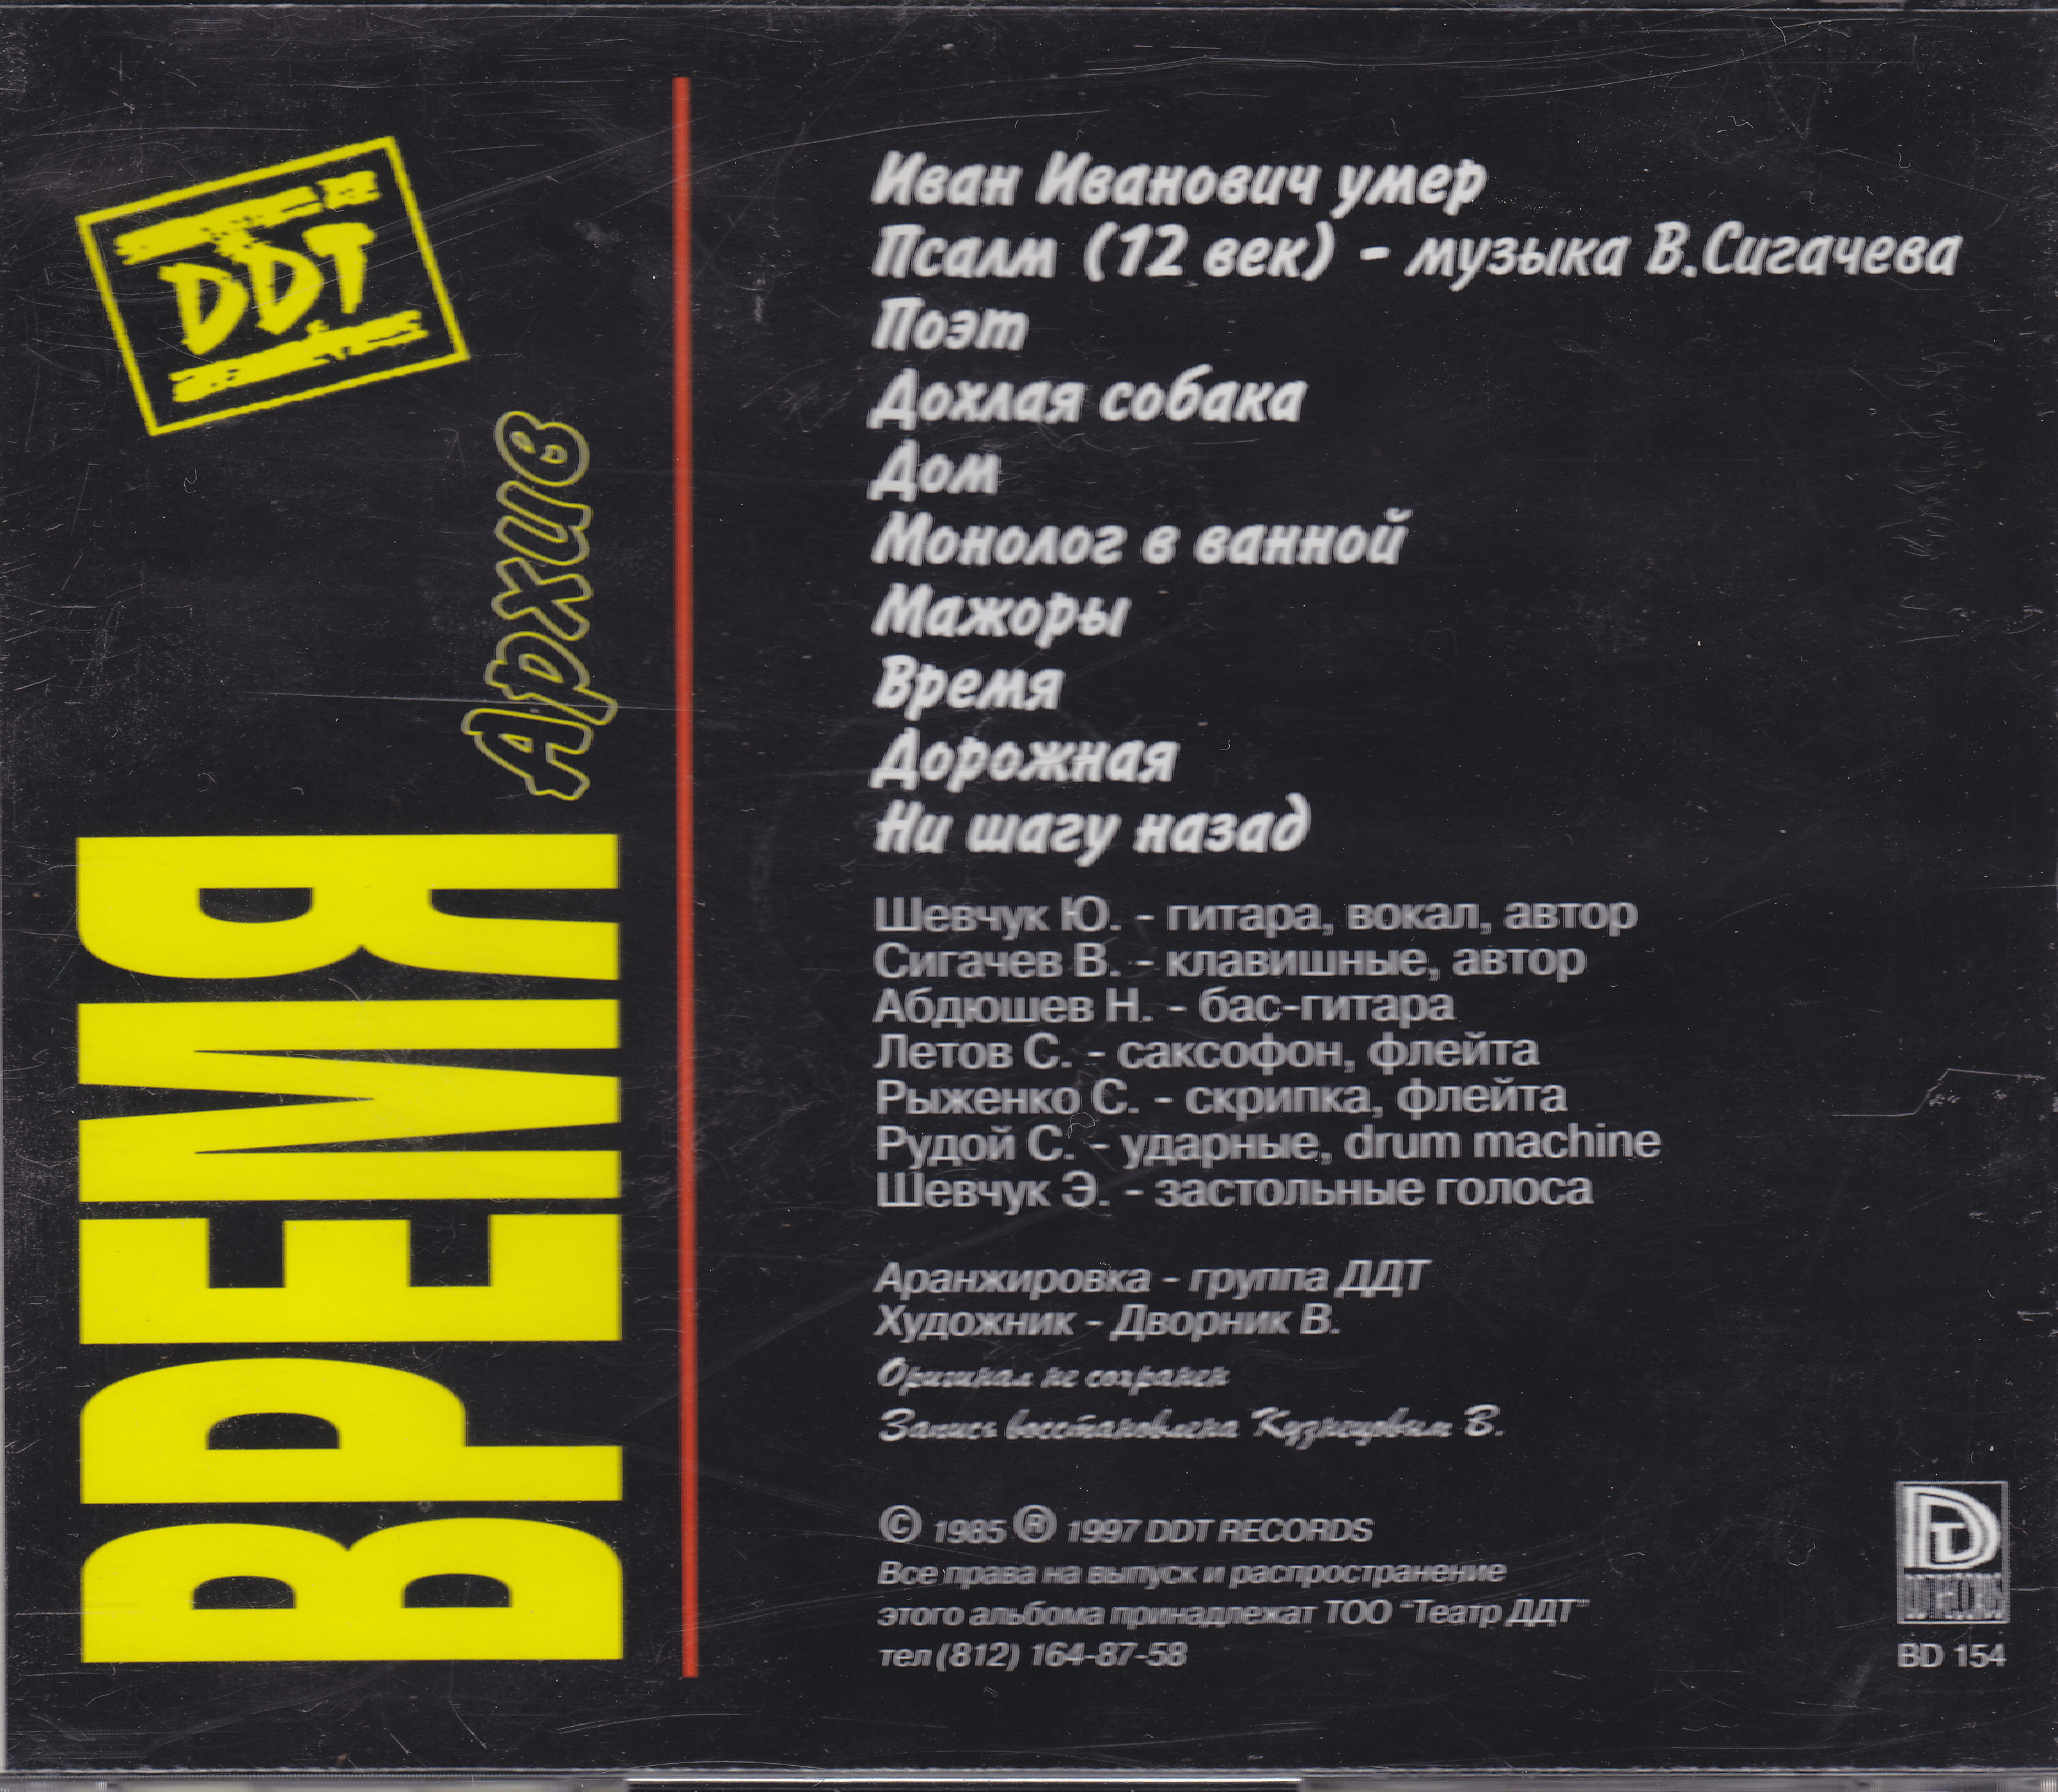 DDT
Архив
ВРЕМЯ
Иван Иванович умер
Псалм (12 век) - музыка В.Сигачева
Поэт
Дохлая собака
Дом
Монолог в ванной
Мажоры
Время
Дорожная
Ни шагу назад
Шевчук Ю. - гитара, вокал, автор
Сигачев В. - клавишные, автор
Абдюшев Н. - бас-гитара
Летов С. - саксофон, флейта
Рыженко С. - скрипка, флейта
Рудой С. - ударные, drum machine
Шевчук Э. - застольные голоса
Аранжировка - группа ДДТ
Художник - Дворник В.
Оригинал не сохранен
Запись восстановлена Кузнецовым В.
© 1985 ® 1997 DDT RECORDS
Все права на выпуск и распространение
этого альбома принадлежат ТОО "Театр ДДТ"
тел (812) 164-87-58
BD 154